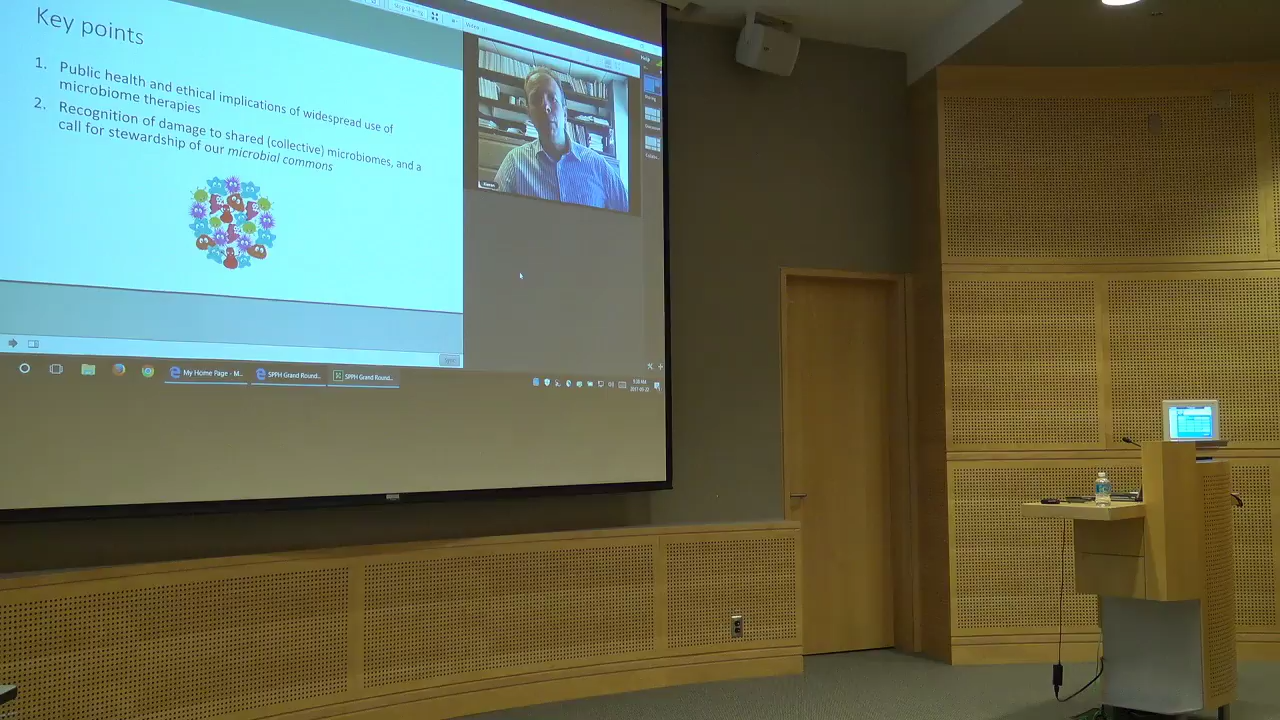 Key points
1. Public health and ethical implications of widespread use of
microbiome therapies
2. Recognition of damage to shared (collective) microbiomes, and a
call for stewardship of our microbial commons
My Home Page - M...
SPPH Grand Round...
SPPH Grand Round...